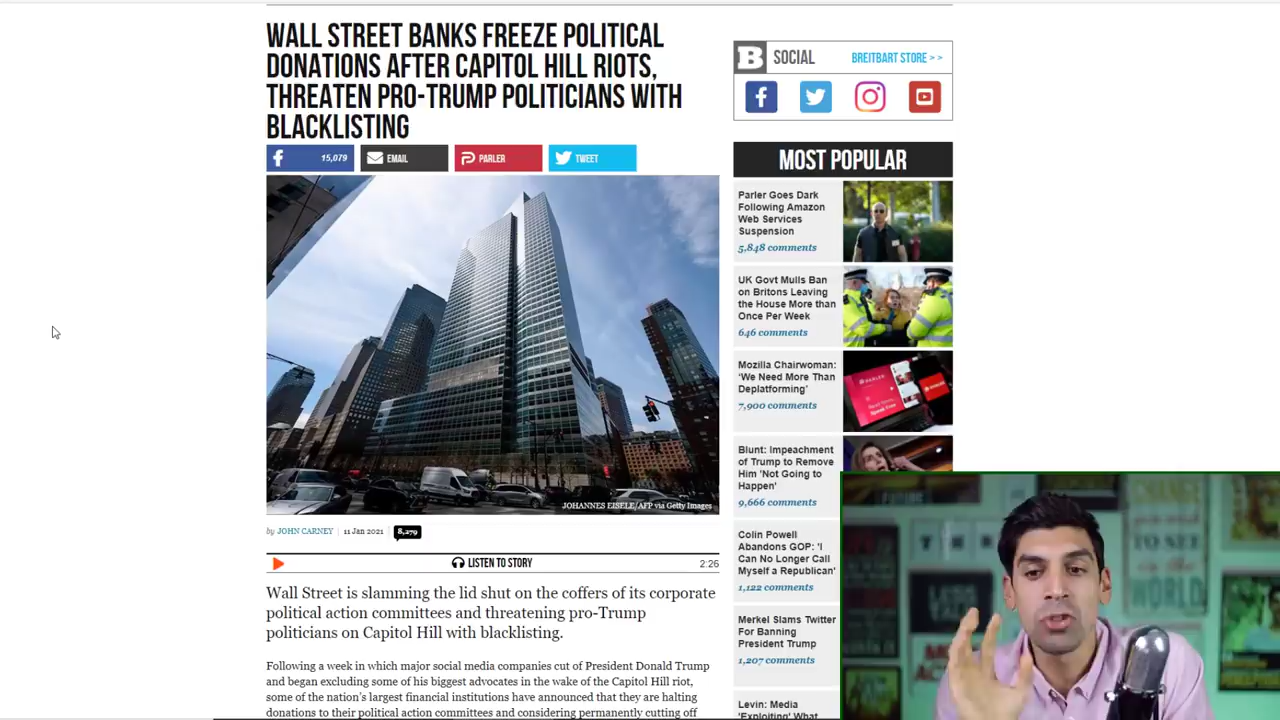 WALL STREET BANKS FREEZE POLITICAL
DONATIONS AFTER CAPITOL HILL RIOTS,
THREATEN PRO-TRUMP POLITICIANS WITH
BLACKLISTING
15,079
EMAIL
PARLER
TWEET
JOHANNES EISELE/AFP via Getty Images
by JOHN CARNEY
11 Jan 2021
8,279
LISTEN TO STORY
2:26
Wall Street is slamming the lid shut on the coffers of its corporate
political action committees and threatening pro-Trump
politicians on Capitol Hill with blacklisting.
Following a week in which major social media companies cut of President Donald Trump
and began excluding some of his biggest advocates in the wake of the Capitol Hill riot,
some of the nation's largest financial institutions have announced that they are halting
donations to their political action committees and considering permanently cutting off
B SOCIAL
BREITBART STORE > >
MOST POPULAR
Parler Goes Dark
Following Amazon
Web Services
Suspension
5,848 comments
UK Govt Mulls Ban
on Britons Leaving
the House More than
Once Per Week
646 comments
Mozilla Chairwoman:
'We Need More Than
Deplatforming'
7,900 comments
Blunt: Impeachment
of Trump to Remove
Him 'Not Going to
Happen'
9,666 comments
Colin Powell
Abandons GOP: 'I
Can No Longer Call
Myself a Republican'
1,122 comments
Merkel Slams Twitter
For Banning
President Trump
1,207 comments
Levin: Media
'Exploiting' What
LESS
WORLD